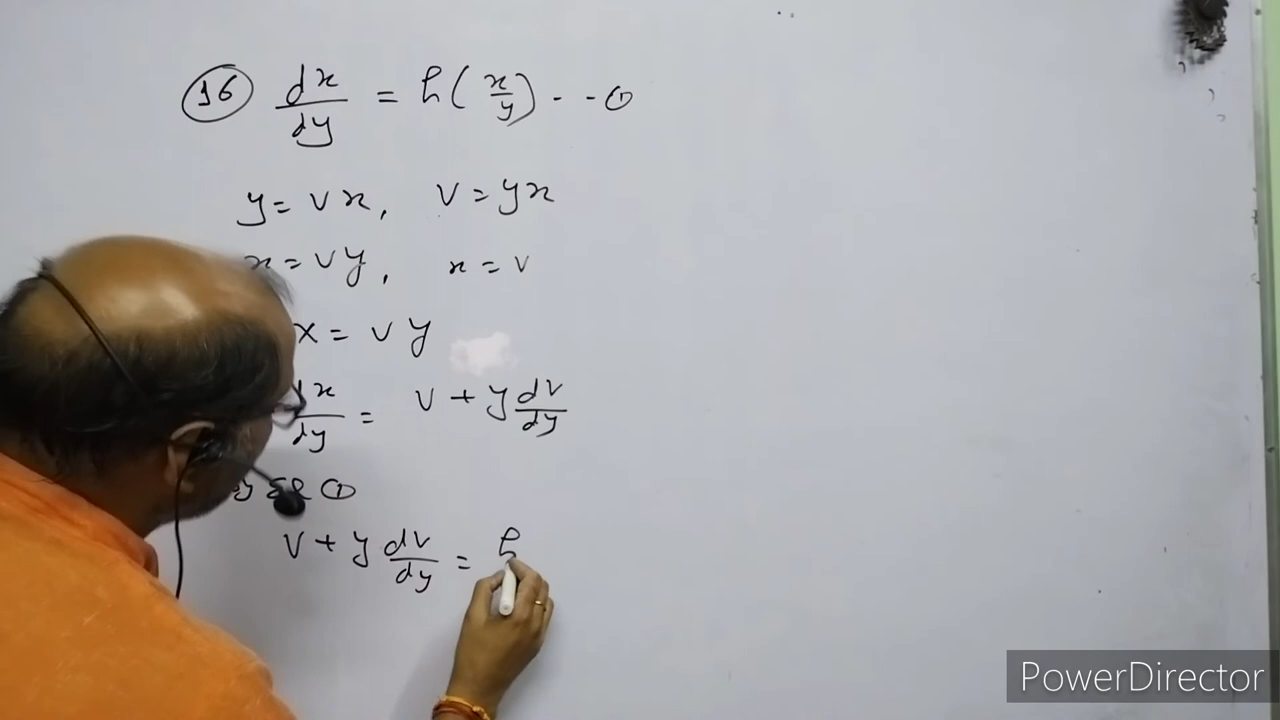 16 dx/dy = h(x/y) - - ①
y = vx, v = yx
x = vy, x = v
x = vy
dx/dy = v + y dv/dy
①
v + y dv/dy = h
PowerDirector